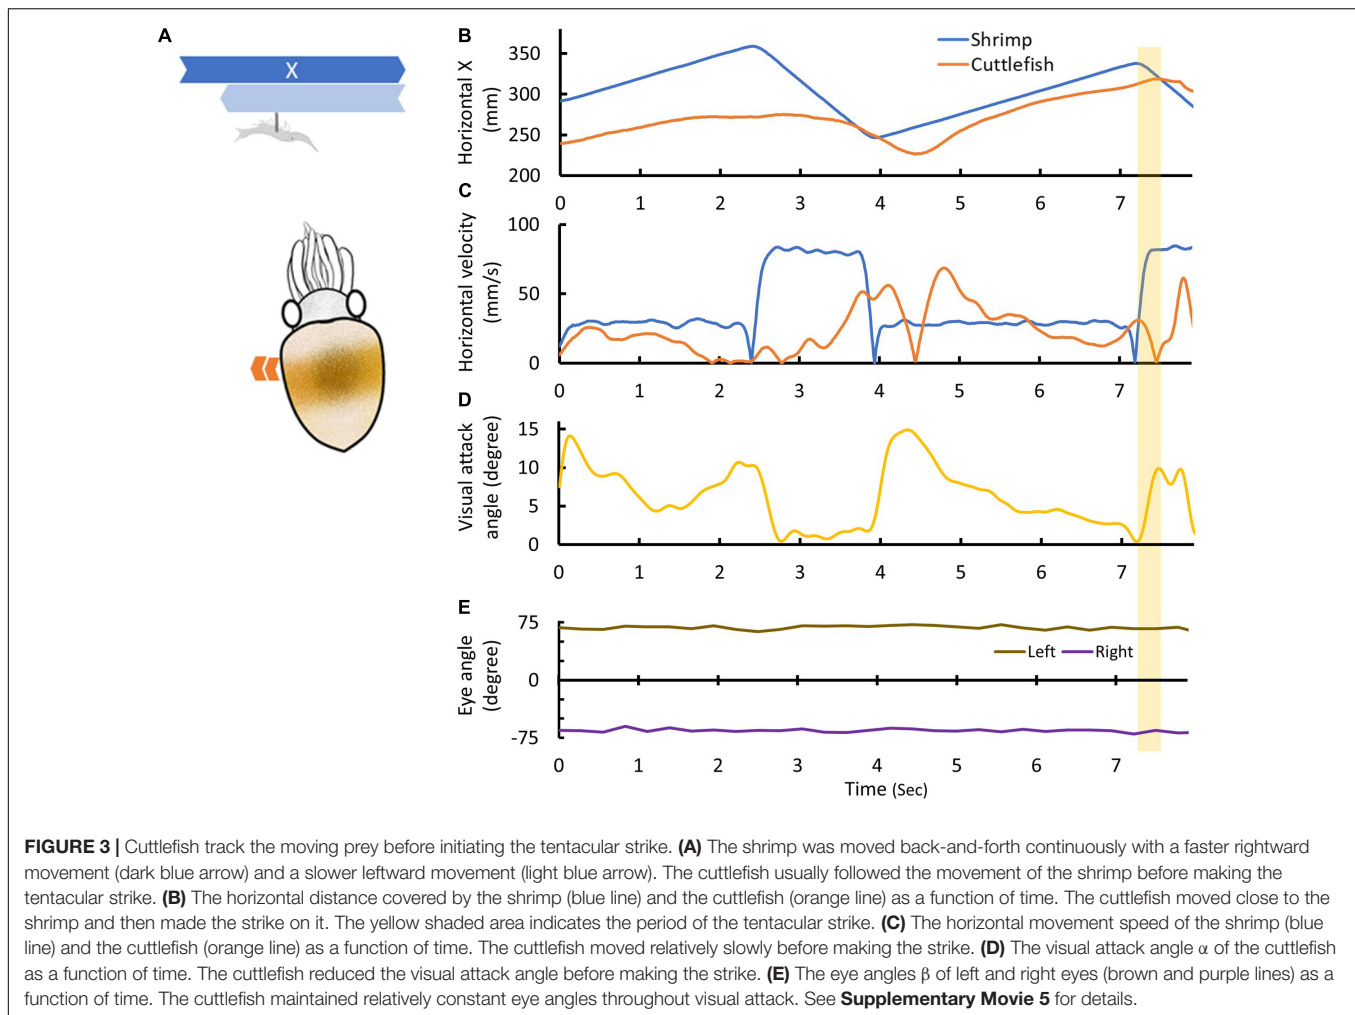 A
X
B
Horizontal X
(mm)
350
300
250
200
Shrimp
Cuttlefish
0 1 2 3 4 5 6 7
C
Horizontal velocity
(mm/s)
100
50
0
0 1 2 3 4 5 6 7
D
Visual attack
angle (degree)
15
10
5
0
0 1 2 3 4 5 6 7
E
Eye angle
(degree)
75
0
-75
Left Right
0 1 2 3 4 5 6 7
Time (Sec)
FIGURE 3 | Cuttlefish track the moving prey before initiating the tentacular strike. (A) The shrimp was moved back-and-forth continuously with a faster rightward
movement (dark blue arrow) and a slower leftward movement (light blue arrow). The cuttlefish usually followed the movement of the shrimp before making the
tentacular strike. (B) The horizontal distance covered by the shrimp (blue line) and the cuttlefish (orange line) as a function of time. The cuttlefish moved close to the
shrimp and then made the strike on it. The yellow shaded area indicates the period of the tentacular strike. (C) The horizontal movement speed of the shrimp (blue
line) and the cuttlefish (orange line) as a function of time. The cuttlefish moved relatively slowly before making the strike. (D) The visual attack angle α of the cuttlefish
as a function of time. The cuttlefish reduced the visual attack angle before making the strike. (E) The eye angles β of left and right eyes (brown and purple lines) as a
function of time. The cuttlefish maintained relatively constant eye angles throughout visual attack. See Supplementary Movie 5 for details.